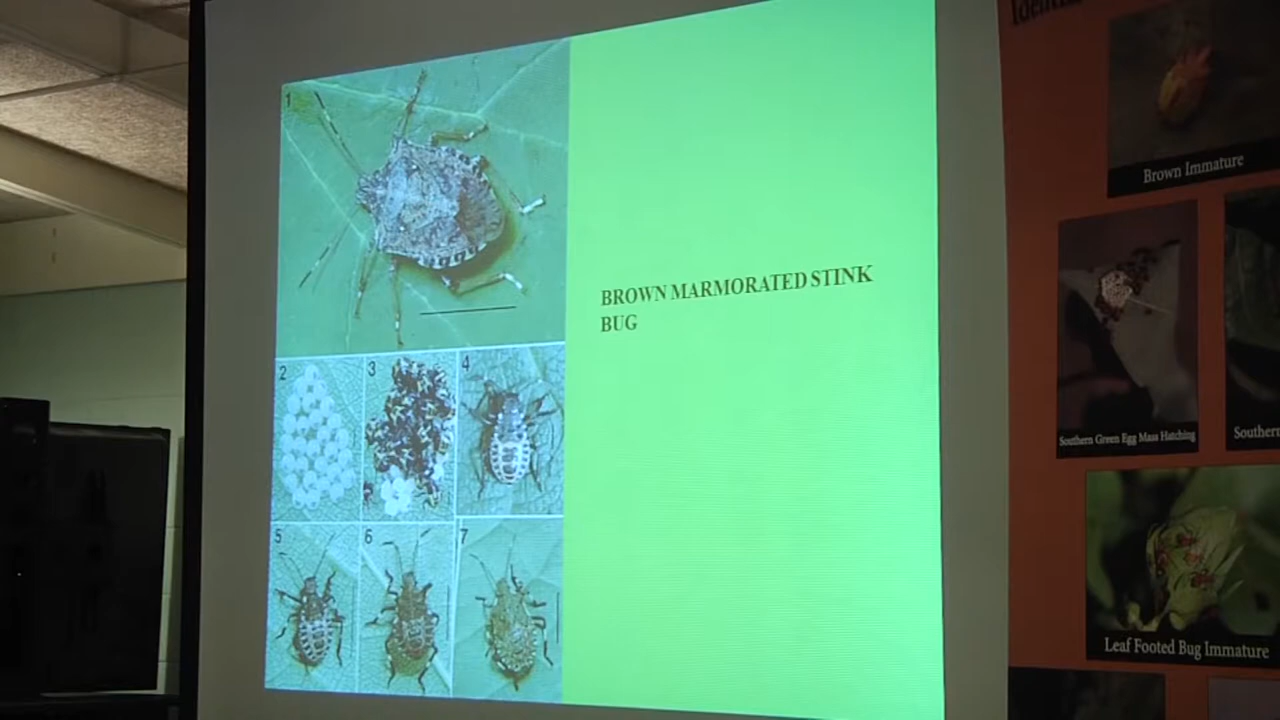 1
BROWN MARMORATED STINK
BUG
2
3
4
5
6
7
Brown Immature
Southern Green Egg Mass Hatching
Southern
Leaf Footed Bug Immature